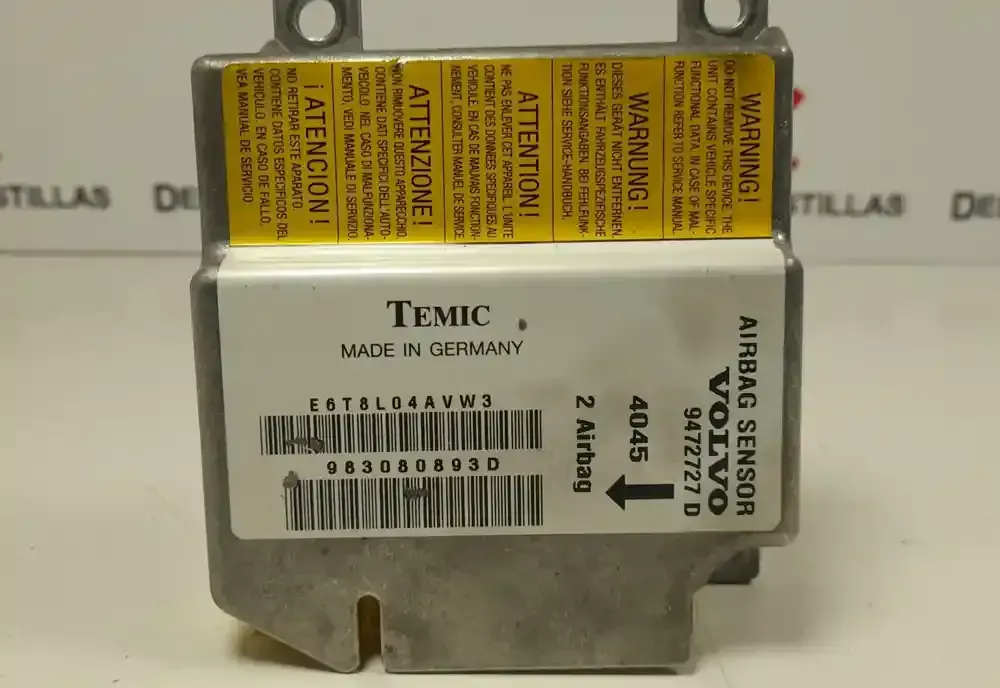 WARNING!
DO NOT REMOVE THIS DEVICE. THE
UNIT CONTAINS VEHICLE SPECIFIC
FUNCTIONAL DATA. IN CASE OF MAL-
FUNCTION REFER TO SERVICE MANUAL
WARNUNG!
DIESES GERÄT NICHT ENTFERNEN.
ES ENTHÄLT FAHRZEUGSPEZIFISCHE
FUNKTIONSANGABEN. BEI FEHLFUNK-
TION SIEHE SERVICE-HANDBUCH.
ATTENTION!
NE PAS ENLEVER CET APPAREIL. L'UNITE
CONTIENT DES DONNÉES SPECIFIQUES AU
VEHICULE. EN CAS DE MAUVAIS FONCTION-
NEMENT, CONSULTER MANUEL DE SERVICE.
ATTENZIONE!
NON RIMUOVERE QUESTO APPARECCHIO.
CONTIENE DATI SPECIFICI DELL'AUTO-
VEICOLO. NEL CASO DI MALFUNZIONA-
MENTO, VEDI MANUALE DI SERVIZIO.
¡ATENCION!
NO RETIRAR ESTE APARATO.
CONTIENE DATOS ESPECIFICOS DEL
VEHICULO. EN CASO DE FALLO,
VEA MANUAL DE SERVICIO
TEMIC
MADE IN GERMANY
E6T8L04AVW3
983080893D
AIRBAG SENSOR
VOLVO
9472727 D
4045
2 Airbag